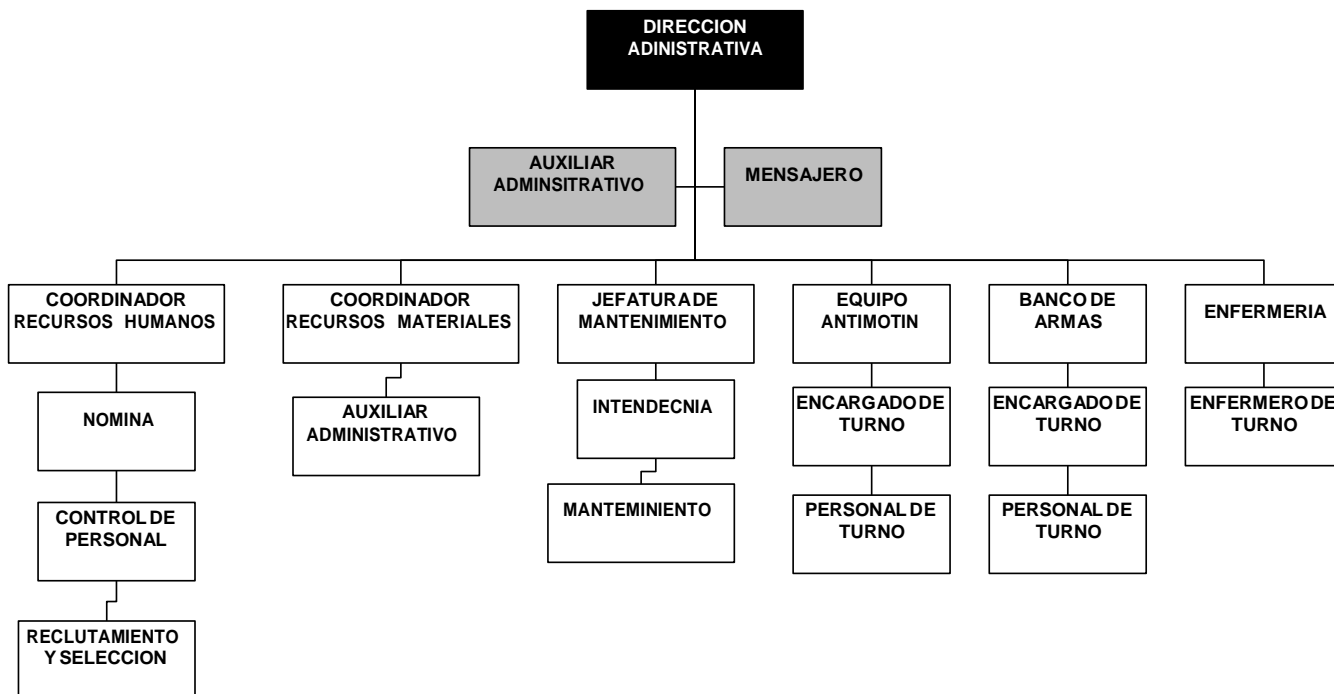 DIRECCION
ADINISTRATIVA
AUXILIAR
ADMINSITRATIVO
MENSAJERO
COORDINADOR
RECURSOS HUMANOS
COORDINADOR
RECURSOS MATERIALES
JEFATURA DE
MANTENIMIENTO
EQUIPO
ANTIMOTIN
BANCO DE
ARMAS
ENFERMERIA
NOMINA
AUXILIAR
ADMINISTRATIVO
INTENDECNIA
ENCARGADO DE
TURNO
ENCARGADO DE
TURNO
ENFERMERO DE
TURNO
CONTROL DE
PERSONAL
MANTEMINIENTO
PERSONAL DE
TURNO
PERSONAL DE
TURNO
RECLUTAMIENTO
Y SELECCION